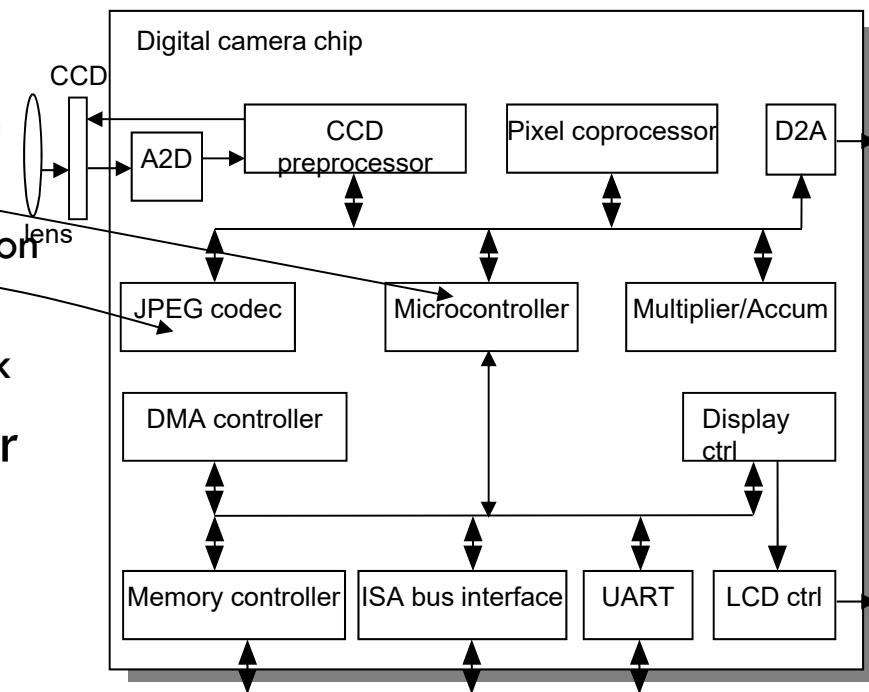 Digital camera chip
CCD
CCD
preprocessor
Pixel coprocessor
D2A
A2D
lens
on
JPEG codec
Microcontroller
Multiplier/Accum
k
r
DMA controller
Display
ctrl
Memory controller
ISA bus interface
UART
LCD ctrl